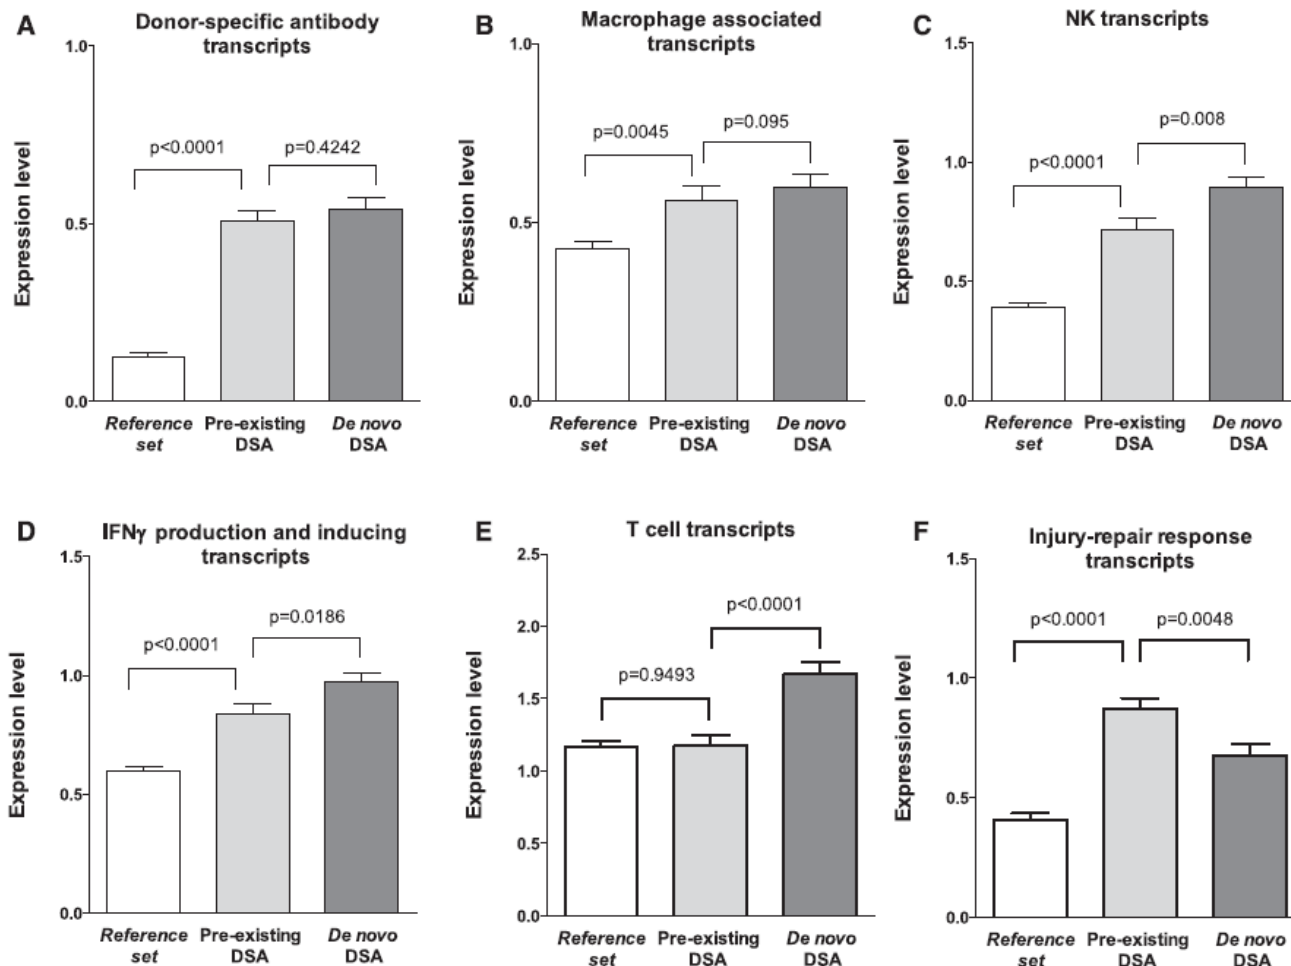 A
Donor-specific antibody
transcripts
1.0
0.5
0.0
Expression level
p<0.0001
p=0.4242
Reference
set
Pre-existing
DSA
De novo
DSA
B
Macrophage associated
transcripts
1.0
0.5
0.0
Expression level
p=0.0045
p=0.095
Reference
set
Pre-existing
DSA
De novo
DSA
C
NK transcripts
1.5
1.0
0.5
0.0
Expression level
p<0.0001
p=0.008
Reference
set
Pre-existing
DSA
De novo
DSA
D
IFNγ production and inducing
transcripts
1.5
1.0
0.5
0.0
Expression level
p<0.0001
p=0.0186
Reference
set
Pre-existing
DSA
De novo
DSA
E
T cell transcripts
2.5
2.0
1.5
1.0
0.5
0.0
Expression level
p=0.9493
p<0.0001
Reference
set
Pre-existing
DSA
De novo
DSA
F
Injury-repair response
transcripts
1.5
1.0
0.5
0.0
Expression level
p<0.0001
p=0.0048
Reference
set
Pre-existing
DSA
De novo
DSA